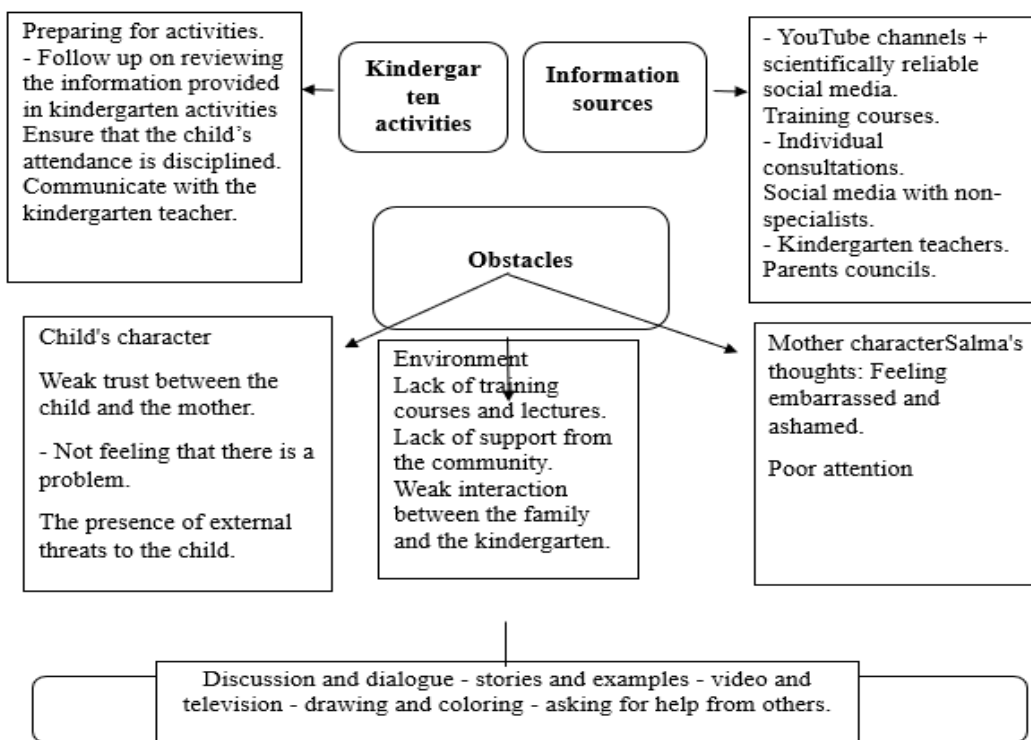 Preparing for activities.
- Follow up on reviewing
the information provided
in kindergarten activities
Ensure that the child's
attendance is disciplined.
Communicate with the
kindergarten teacher.
Kindergar
ten
activities
Information
sources
- YouTube channels +
scientifically reliable
social media.
Training courses.
- Individual
consultations.
Social media with non-
specialists.
- Kindergarten teachers.
Parents councils.
Obstacles
Child's character
Weak trust between the
child and the mother.
- Not feeling that there is a
problem.
The presence of external
threats to the child.
Environment
Lack of training
courses and lectures.
Lack of support from
the community.
Weak interaction
between the family
and the kindergarten.
Mother characterSalma's
thoughts: Feeling
embarrassed and
ashamed.
Poor attention
Discussion and dialogue - stories and examples - video and
television - drawing and coloring - asking for help from others.